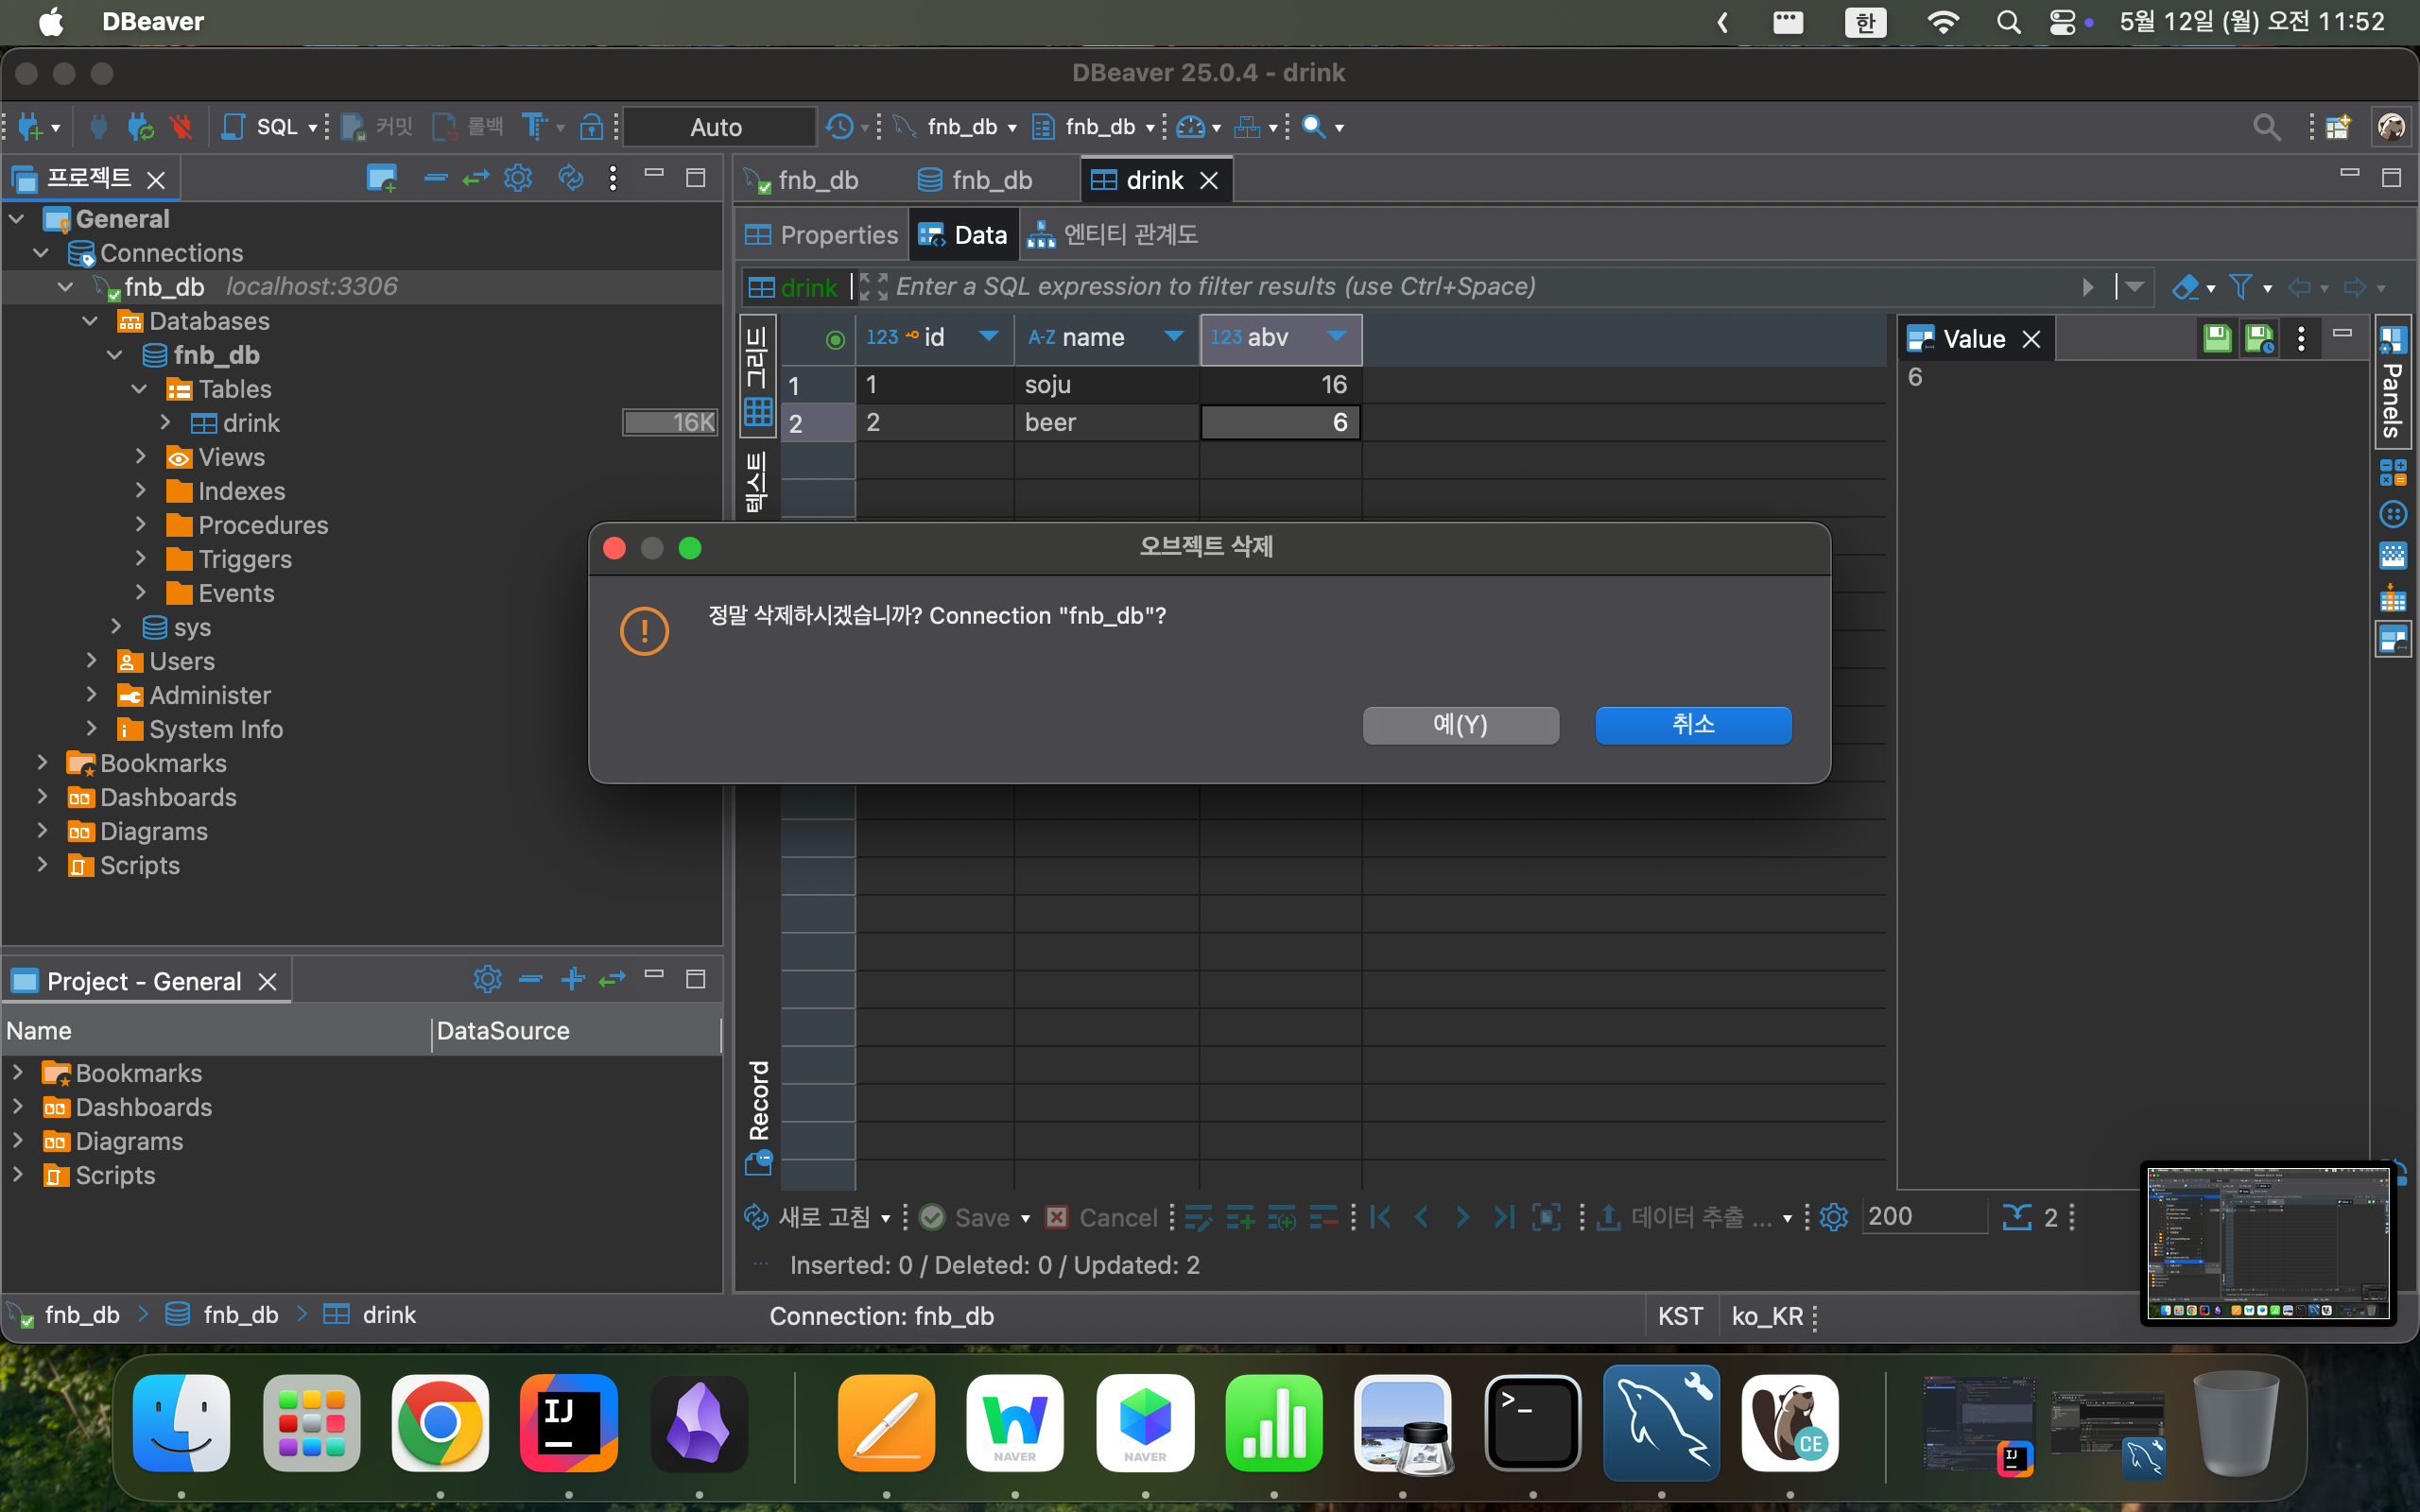 DBeaver
한
5월 12일 (월) 오전 11:52
DBeaver 25.0.4 - drink
SQL
커밋
롤백
Auto
fnb_db
fnb_db
프로젝트
fnb_db
fnb_db
drink
General
Connections
fnb_db localhost:3306
Databases
fnb_db
Tables
drink 16K
Views
Indexes
Procedures
Triggers
Events
sys
Users
Administer
System Info
Bookmarks
Dashboards
Diagrams
Scripts
Properties
Data
엔티티 관계도
drink Enter a SQL expression to filter results (use Ctrl+Space)
그리드
텍스트
Record
123 id
A-Z name
123 abv
1 1 soju 16
2 2 beer 6
Value
6
Panels
오브젝트 삭제
정말 삭제하시겠습니까? Connection "fnb_db"?
예(Y)
취소
Project - General
Name DataSource
Bookmarks
Dashboards
Diagrams
Scripts
새로 고침
Save
Cancel
데이터 추출 ...
200
2
Inserted: 0 / Deleted: 0 / Updated: 2
fnb_db
fnb_db
drink
Connection: fnb_db
KST
ko_KR
IJ
NAVER
NAVER
>_
CE
IJ